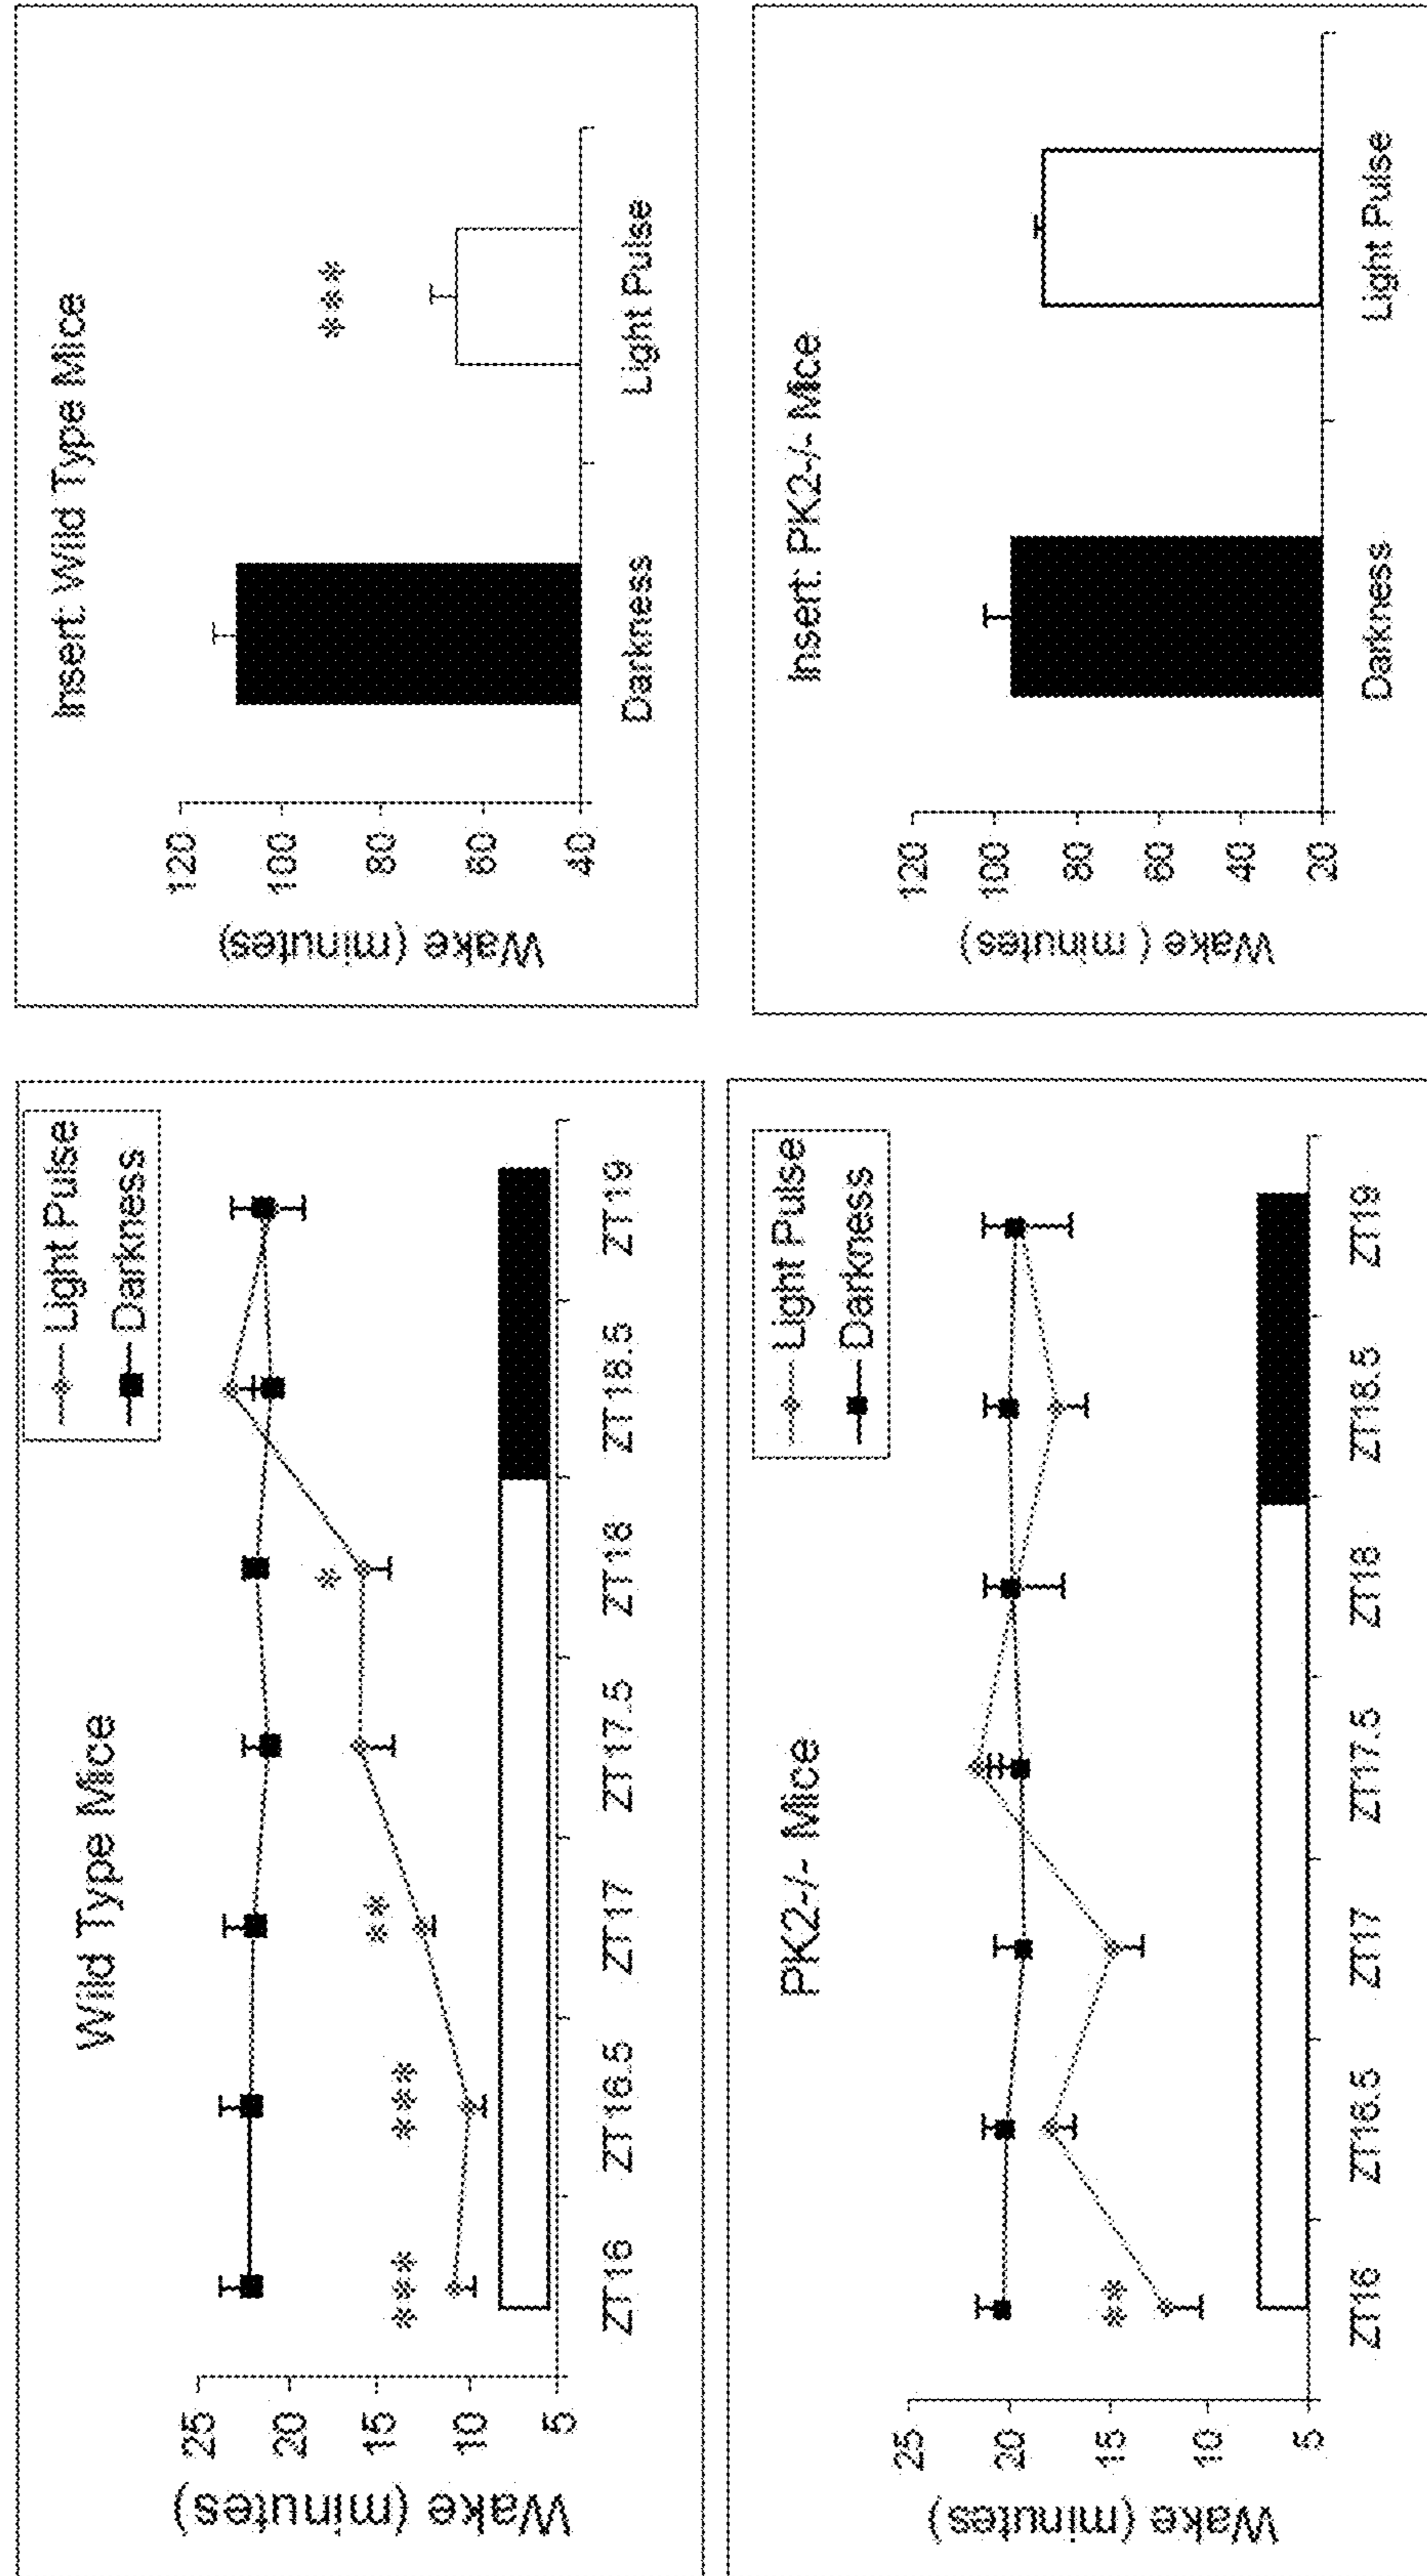 Wild Type Mice
Light Pulse
Darkness
Wake (minutes)
25
20
15
10
5
***
***
**
*
ZT16 ZT16.5 ZT17 ZT17.5 ZT18 ZT18.5 ZT19
Insert: Wild Type Mice
Wake (minutes)
120
100
80
60
40
***
Darkness Light Pulse
PK2-/- Mice
Light Pulse
Darkness
Wake (minutes)
25
20
15
10
5
**
ZT16 ZT16.5 ZT17 ZT17.5 ZT18 ZT18.5 ZT19
Insert: PK2-/- Mice
Wake ( minutes )
120
100
80
60
40
20
Darkness Light Pulse